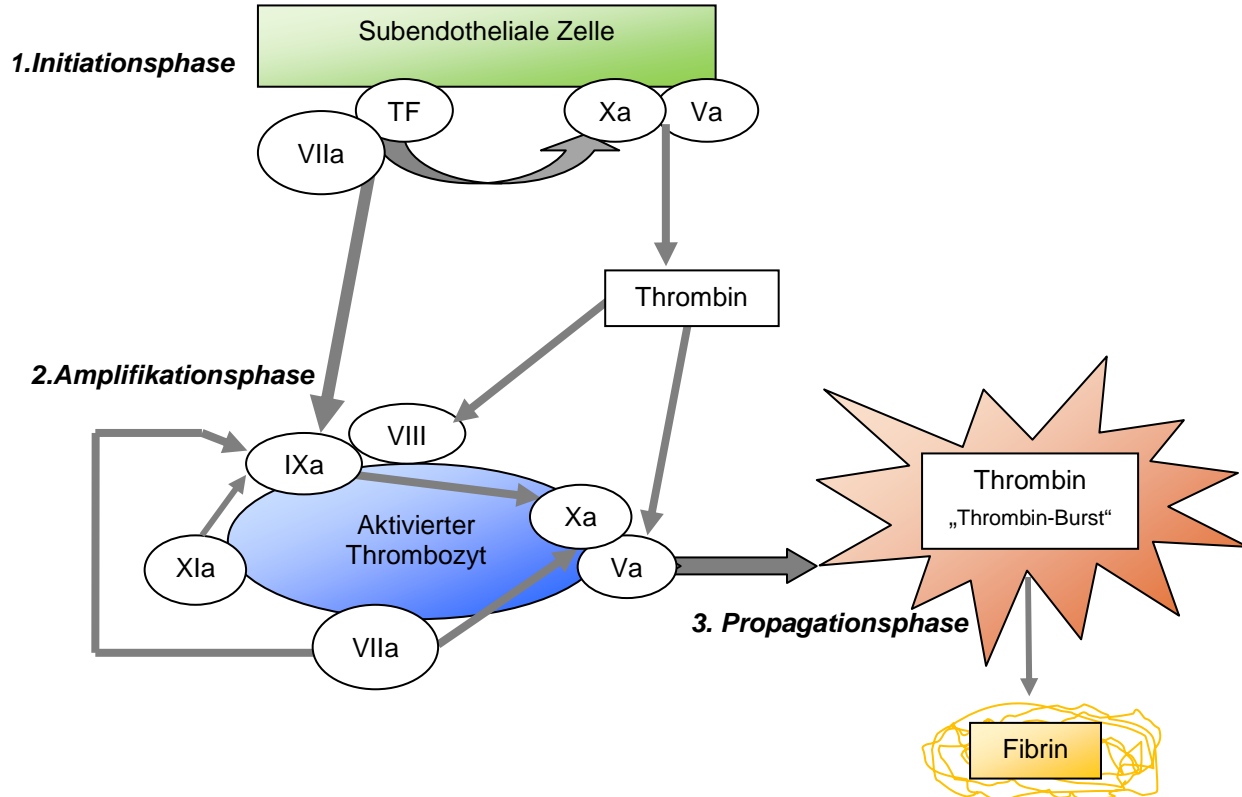 Subendotheliale Zelle
1.Initiationsphase
TF
Xa
Va
VIIa
Thrombin
2.Amplifikationsphase
VIII
IXa
Thrombin
„Thrombin-Burst“
Xa
Aktivierter
Thrombozyt
XIa
Va
3. Propagationsphase
VIIa
Fibrin